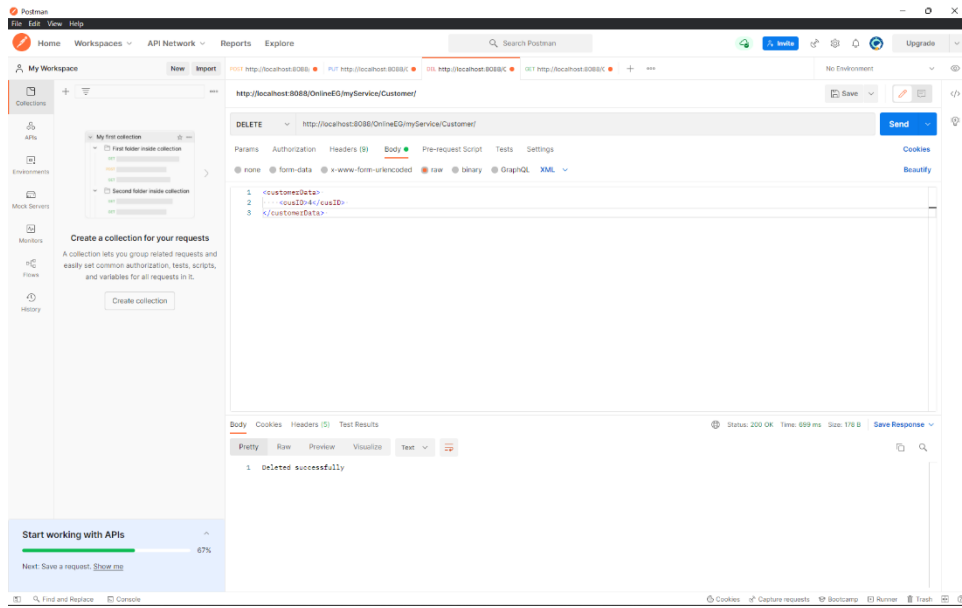 Postman
File Edit View Help
Home Workspaces API Network Reports Explore
Search Postman
Invite
Upgrade
My Workspace
New Import
POST http://localhost:8088/ PUT http://localhost:8088/C DEL http://localhost:8088/C GET http://localhost:8088/C
No Environment
Collections
APIs
Environments
Mock Servers
Monitors
Flows
History
My first collection
First folder inside collection
Second folder inside collection
Create a collection for your requests
A collection lets you group related requests and
easily set common authorization, tests, scripts,
and variables for all requests in it.
Create collection
http://localhost:8088/OnlineEG/myService/Customer/
Save
DELETE http://localhost:8088/OnlineEG/myService/Customer/
Send
Params Authorization Headers (9) Body Pre-request Script Tests Settings
Cookies
none form-data x-www-form-urlencoded raw binary GraphQL XML
Beautify
1 <customerData>
2 <cusID>4</cusID>
3 </customerData>
Body Cookies Headers (5) Test Results
Status: 200 OK Time: 699 ms Size: 178 B Save Response
Pretty Raw Preview Visualize Text
1 Deleted successfully
Start working with APIs
67%
Next: Save a request. Show me
Find and Replace Console
Cookies Capture requests Bootcamp Runner Trash